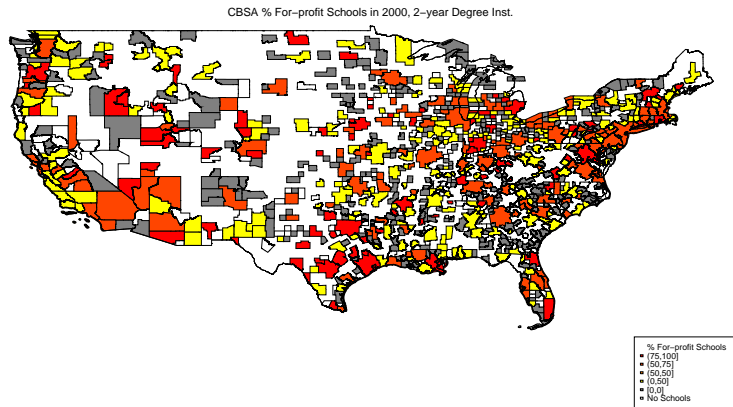 CBSA % For−profit Schools in 2000, 2−year Degree Inst.
% For−profit Schools
(75,100]
(50,75]
(50,50]
(0,50]
[0,0]
No Schools